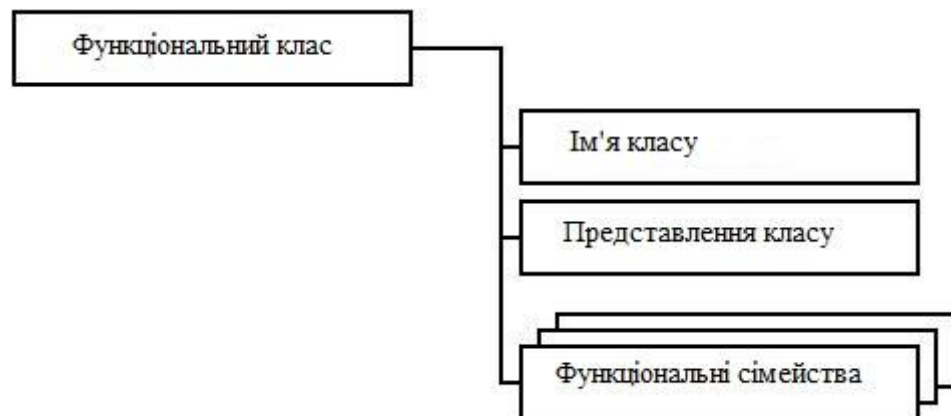 Функціональний клас
Ім'я класу
Представлення класу
Функціональні сімейства